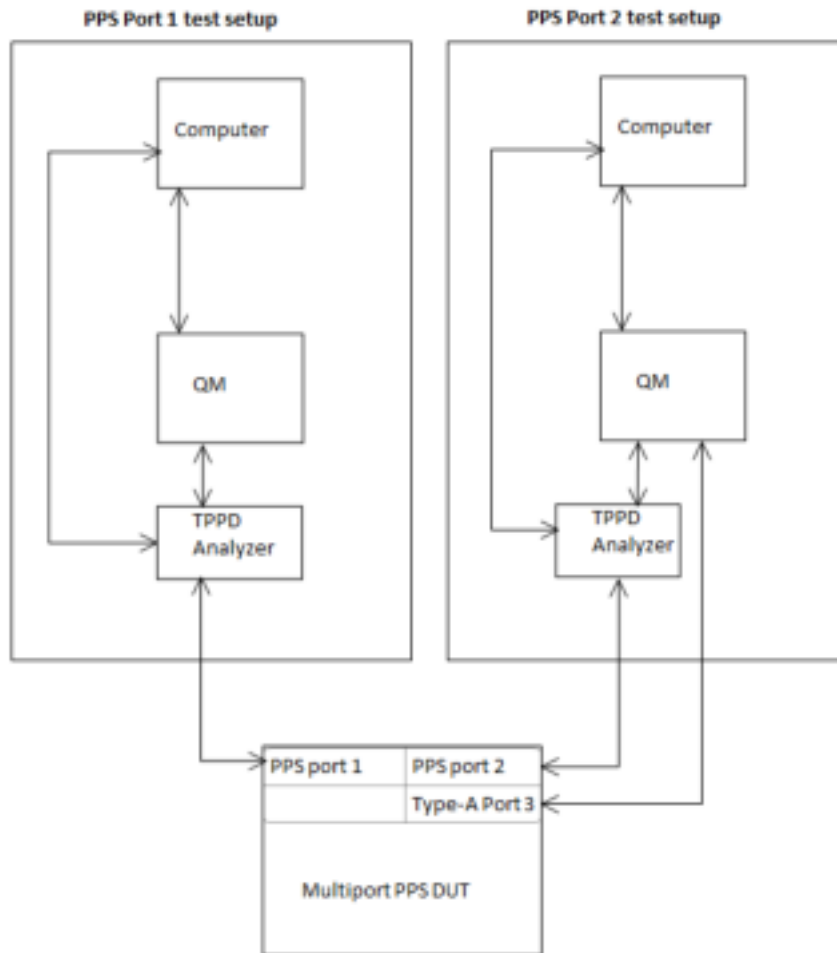 PPS Port 1 test setup
PPS Port 2 test setup
Computer
QM
TPPD
Analyzer
Computer
QM
TPPD
Analyzer
PPS port 1
PPS port 2
Type-A Port 3
Multiport PPS DUT